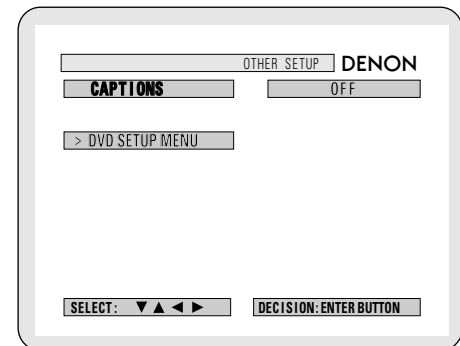 OTHER SETUP DENON
CAPTIONS OFF
> DVD SETUP MENU
SELECT: ▼ ▲ ◄ ► DECISION: ENTER BUTTON